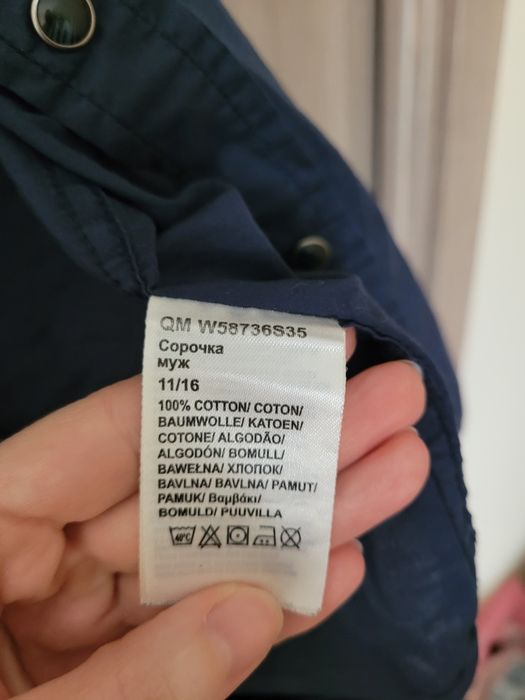 QM W58736S35
Сорочка
муж
11/16
100% COTTON/ COTON/
BAUMWOLLE/ KATOEN/
COTONE/ ALGODÃO/
ALGODÓN/ BOMULL/
BAWEŁNA/ ХЛОПОК/
BAVLNA/ BAVLNA/ PAMUT/
PAMUK/ Βαμβάκι/
BOMULD/ PUUVILLA
40°C